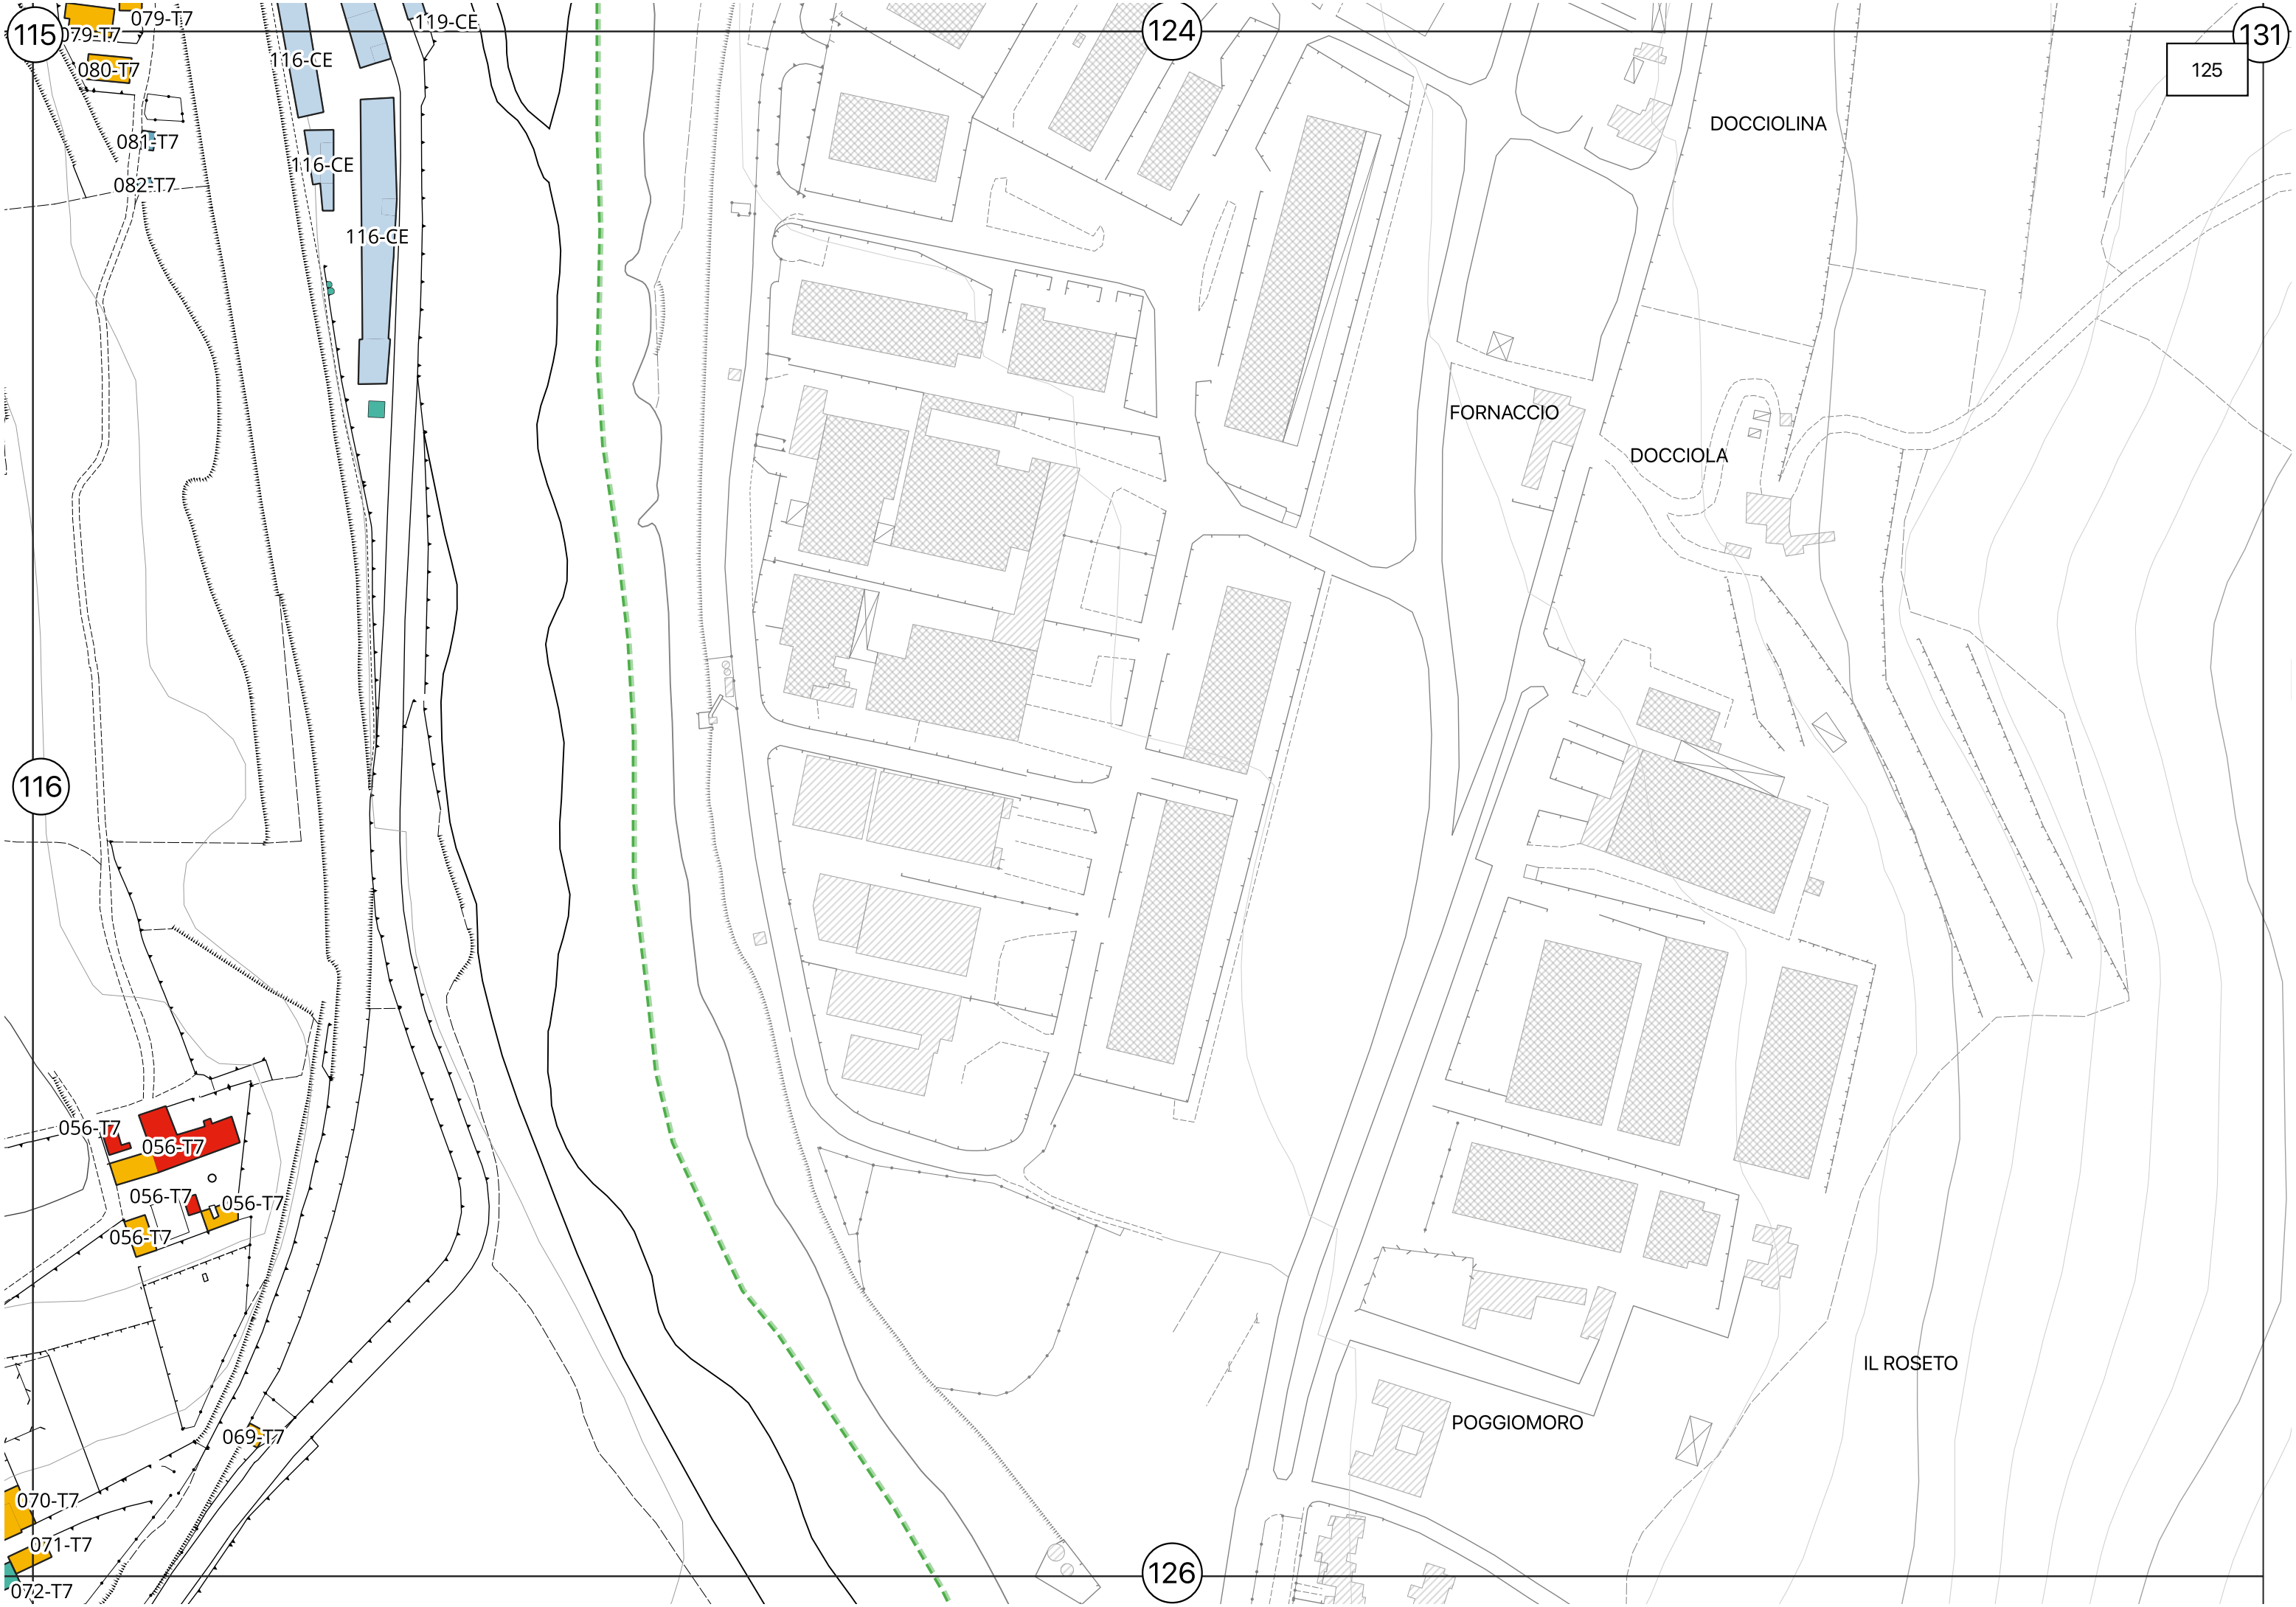 115
079-T7
079-T7
119-CE
124
131
125
116-CE
080-T7
DOCCIOLINA
081-T7
116-CE
082-T7
116-CE
FORNACCIO
DOCCIOLA
116
056-T7
056-T7
056-T7
056-T7
056-T7
IL ROSETO
POGGIOMORO
069-T7
070-T7
071-T7
126
072-T7